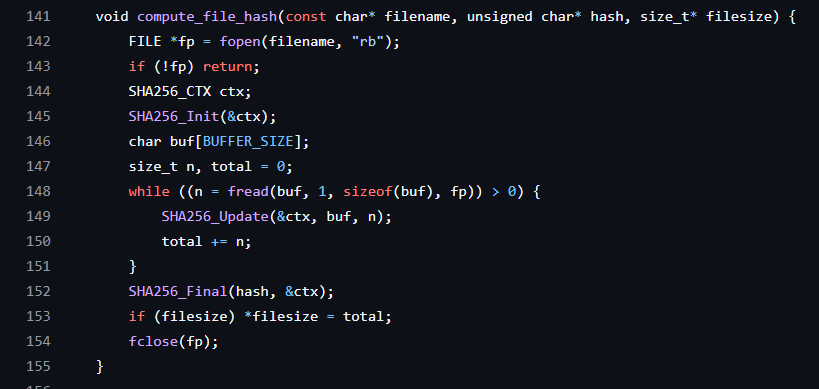 141 void compute_file_hash(const char* filename, unsigned char* hash, size_t* filesize) {
142 FILE *fp = fopen(filename, "rb");
143 if (!fp) return;
144 SHA256_CTX ctx;
145 SHA256_Init(&ctx);
146 char buf[BUFFER_SIZE];
147 size_t n, total = 0;
148 while ((n = fread(buf, 1, sizeof(buf), fp)) > 0) {
149 SHA256_Update(&ctx, buf, n);
150 total += n;
151 }
152 SHA256_Final(hash, &ctx);
153 if (filesize) *filesize = total;
154 fclose(fp);
155 }